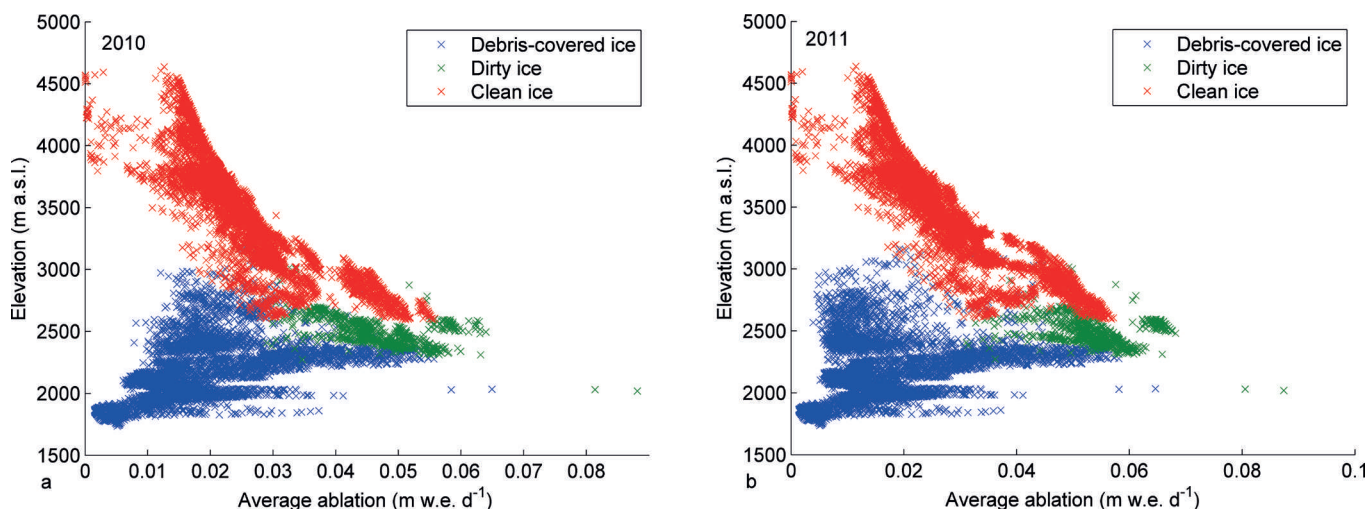 2010
Debris-covered ice
Dirty ice
Clean ice
5000
4500
4000
3500
3000
2500
2000
1500
Elevation (m a.s.l.)
0 0.01 0.02 0.03 0.04 0.05 0.06 0.07 0.08
Average ablation (m w.e. d⁻¹)
a
2011
Debris-covered ice
Dirty ice
Clean ice
5000
4500
4000
3500
3000
2500
2000
1500
Elevation (m a.s.l.)
0 0.02 0.04 0.06 0.08 0.1
Average ablation (m w.e. d⁻¹)
b